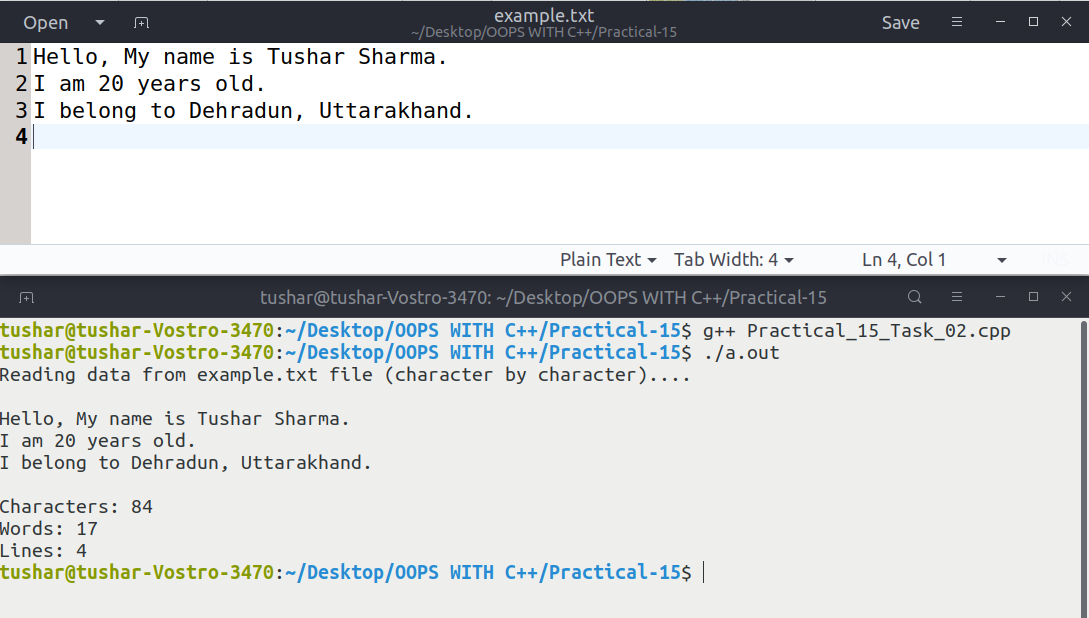 Open
example.txt
~/Desktop/OOPS WITH C++/Practical-15
Save
1 Hello, My name is Tushar Sharma.
2 I am 20 years old.
3 I belong to Dehradun, Uttarakhand.
4
Plain Text Tab Width: 4 Ln 4, Col 1
tushar@tushar-Vostro-3470: ~/Desktop/OOPS WITH C++/Practical-15
tushar@tushar-Vostro-3470:~/Desktop/OOPS WITH C++/Practical-15$ g++ Practical_15_Task_02.cpp
tushar@tushar-Vostro-3470:~/Desktop/OOPS WITH C++/Practical-15$ ./a.out
Reading data from example.txt file (character by character)....
Hello, My name is Tushar Sharma.
I am 20 years old.
I belong to Dehradun, Uttarakhand.
Characters: 84
Words: 17
Lines: 4
tushar@tushar-Vostro-3470:~/Desktop/OOPS WITH C++/Practical-15$